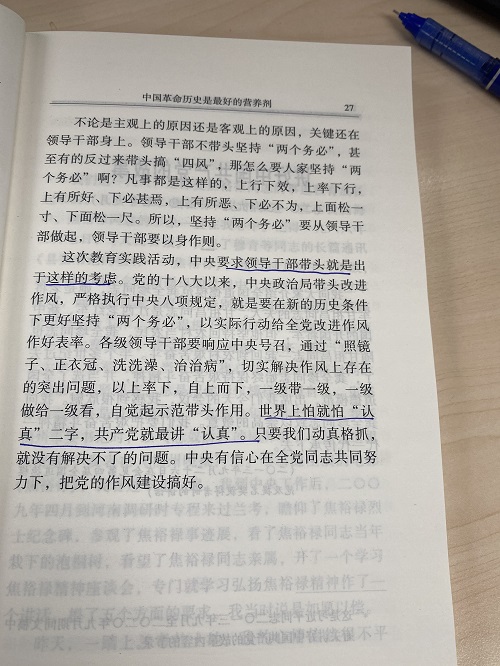 中国革命历史是最好的营养剂 27
不论是主观上的原因还是客观上的原因，关键还在
领导干部身上。领导干部不带头坚持“两个务必”，甚
至有的反过来带头搞“四风”，那怎么要人家坚持“两
个务必”啊？凡事都是这样的，上行下效，上率下行，
上有所好、下必甚焉，上有所恶、下必不为，上面松一
寸、下面松一尺。所以，坚持“两个务必”要从领导干
部做起，领导干部要以身作则。
这次教育实践活动，中央要求领导干部带头就是出
于这样的考虑。党的十八大以来，中央政治局带头改进
作风，严格执行中央八项规定，就是要在新的历史条件
下更好坚持“两个务必”，以实际行动给全党改进作风
作好表率。各级领导干部要响应中央号召，通过“照镜
子、正衣冠、洗洗澡、治治病”，切实解决作风上存在
的突出问题，以上率下，自上而下，一级带一级，一级
做给一级看，自觉起示范带头作用。世界上怕就怕“认
真”二字，共产党就最讲“认真”。只要我们动真格抓，
就没有解决不了的问题。中央有信心在全党同志共同努
力下，把党的作风建设搞好。